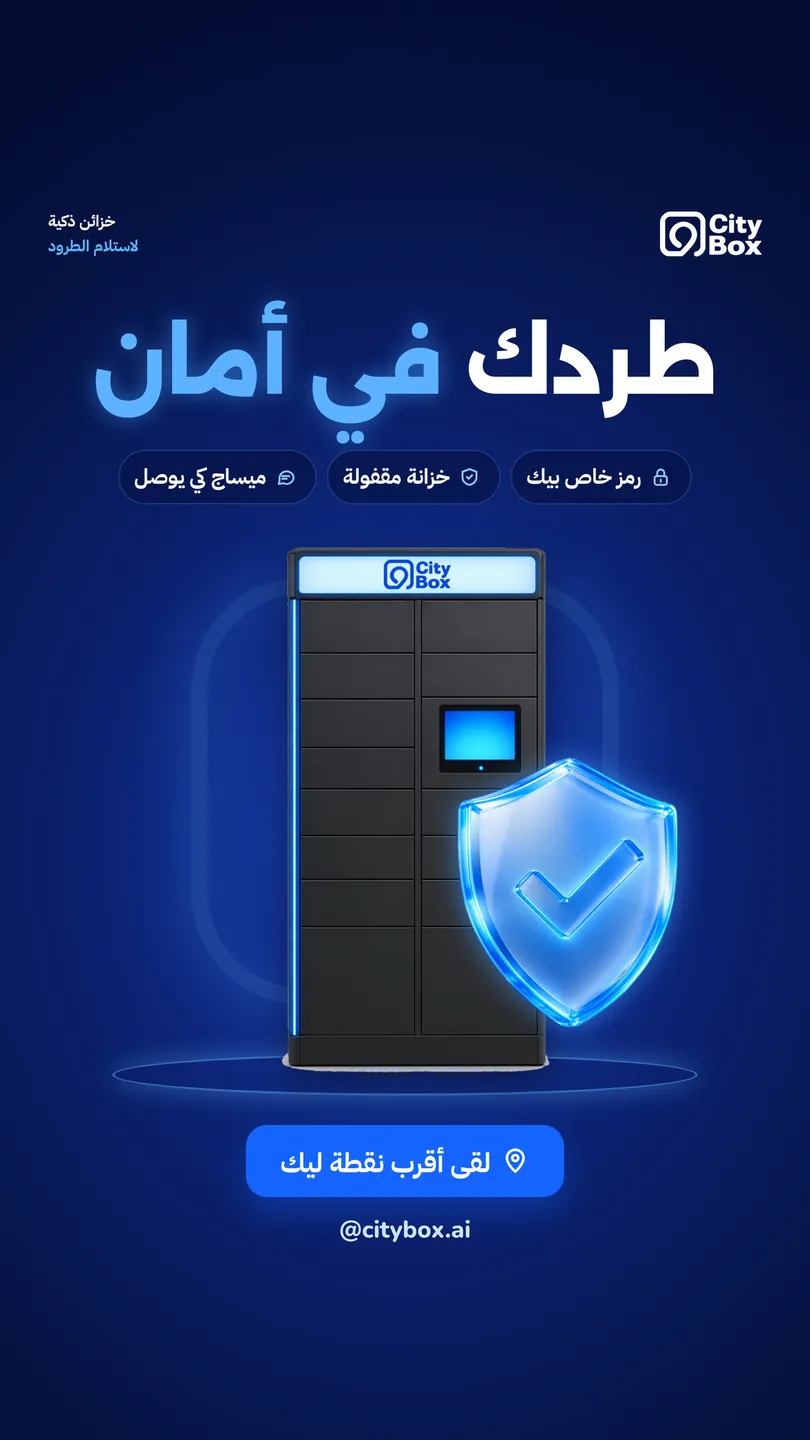 City
Box
خزائن ذكية
لاستلام الطرود
طردك في أمان
رمز خاص بيك
خزانة مقفولة
ميساج كي يوصل
City
Box
لقى أقرب نقطة ليك
@citybox.ai